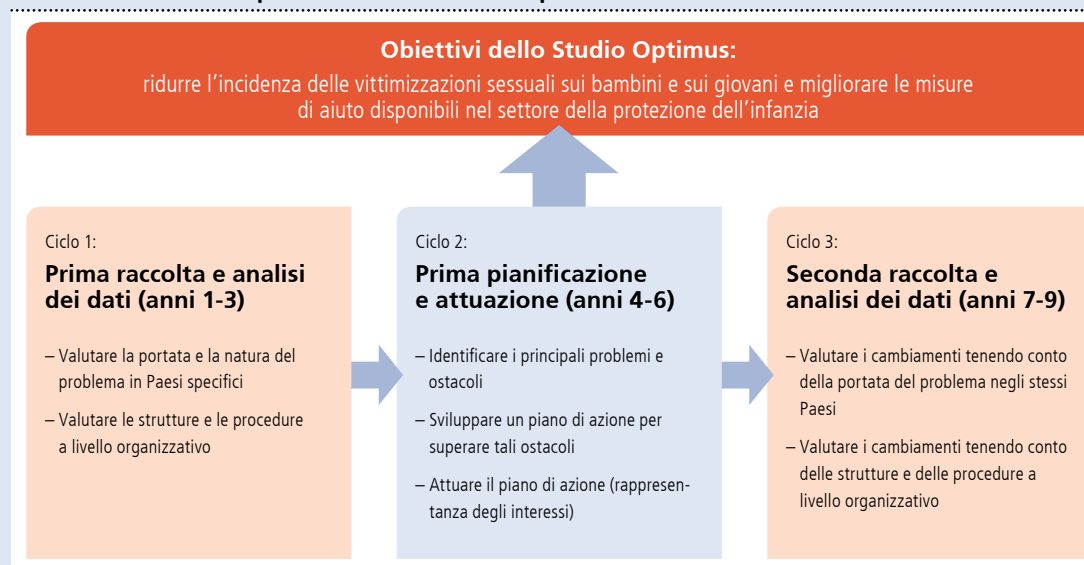 Obiettivi dello Studio Optimus:
ridurre l'incidenza delle vittimizzazioni sessuali sui bambini e sui giovani e migliorare le misure
di aiuto disponibili nel settore della protezione dell'infanzia
Ciclo 1:
Prima raccolta e analisi
dei dati (anni 1-3)
– Valutare la portata e la natura del
problema in Paesi specifici
– Valutare le strutture e le procedure
a livello organizzativo
Ciclo 2:
Prima pianificazione
e attuazione (anni 4-6)
– Identificare i principali problemi e
ostacoli
– Sviluppare un piano di azione per
superare tali ostacoli
– Attuare il piano di azione (rappresen-
tanza degli interessi)
Ciclo 3:
Seconda raccolta e
analisi dei dati (anni 7-9)
– Valutare i cambiamenti tenendo conto
della portata del problema negli stessi
Paesi
– Valutare i cambiamenti tenendo conto
delle strutture e delle procedure a
livello organizzativo